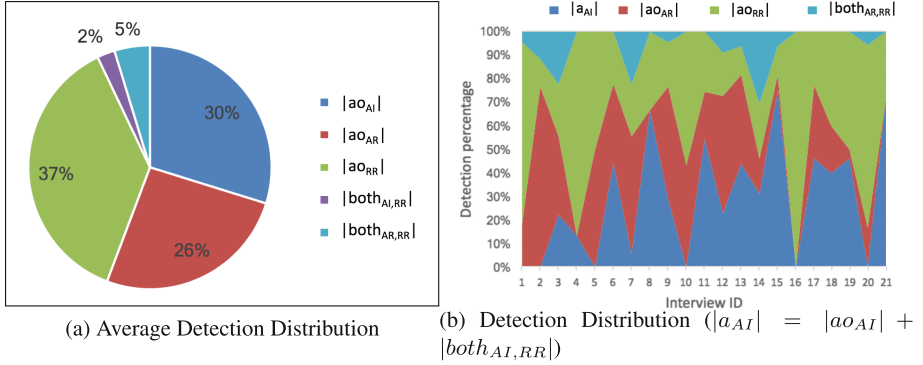 2%
5%
30%
37%
26%
|ao_AI|
|ao_AR|
|ao_RR|
|both_AI,RR|
|both_AR,RR|
(a) Average Detection Distribution
|a_AI| |ao_AR| |ao_RR| |both_AR,RR|
Detection percentage
100%
90%
80%
70%
60%
50%
40%
30%
20%
10%
0%
1 2 3 4 5 6 7 8 9 10 11 12 13 14 15 16 17 18 19 20 21
Interview ID
(b) Detection Distribution (|a_AI| = |ao_AI| +
|both_AI,RR|)